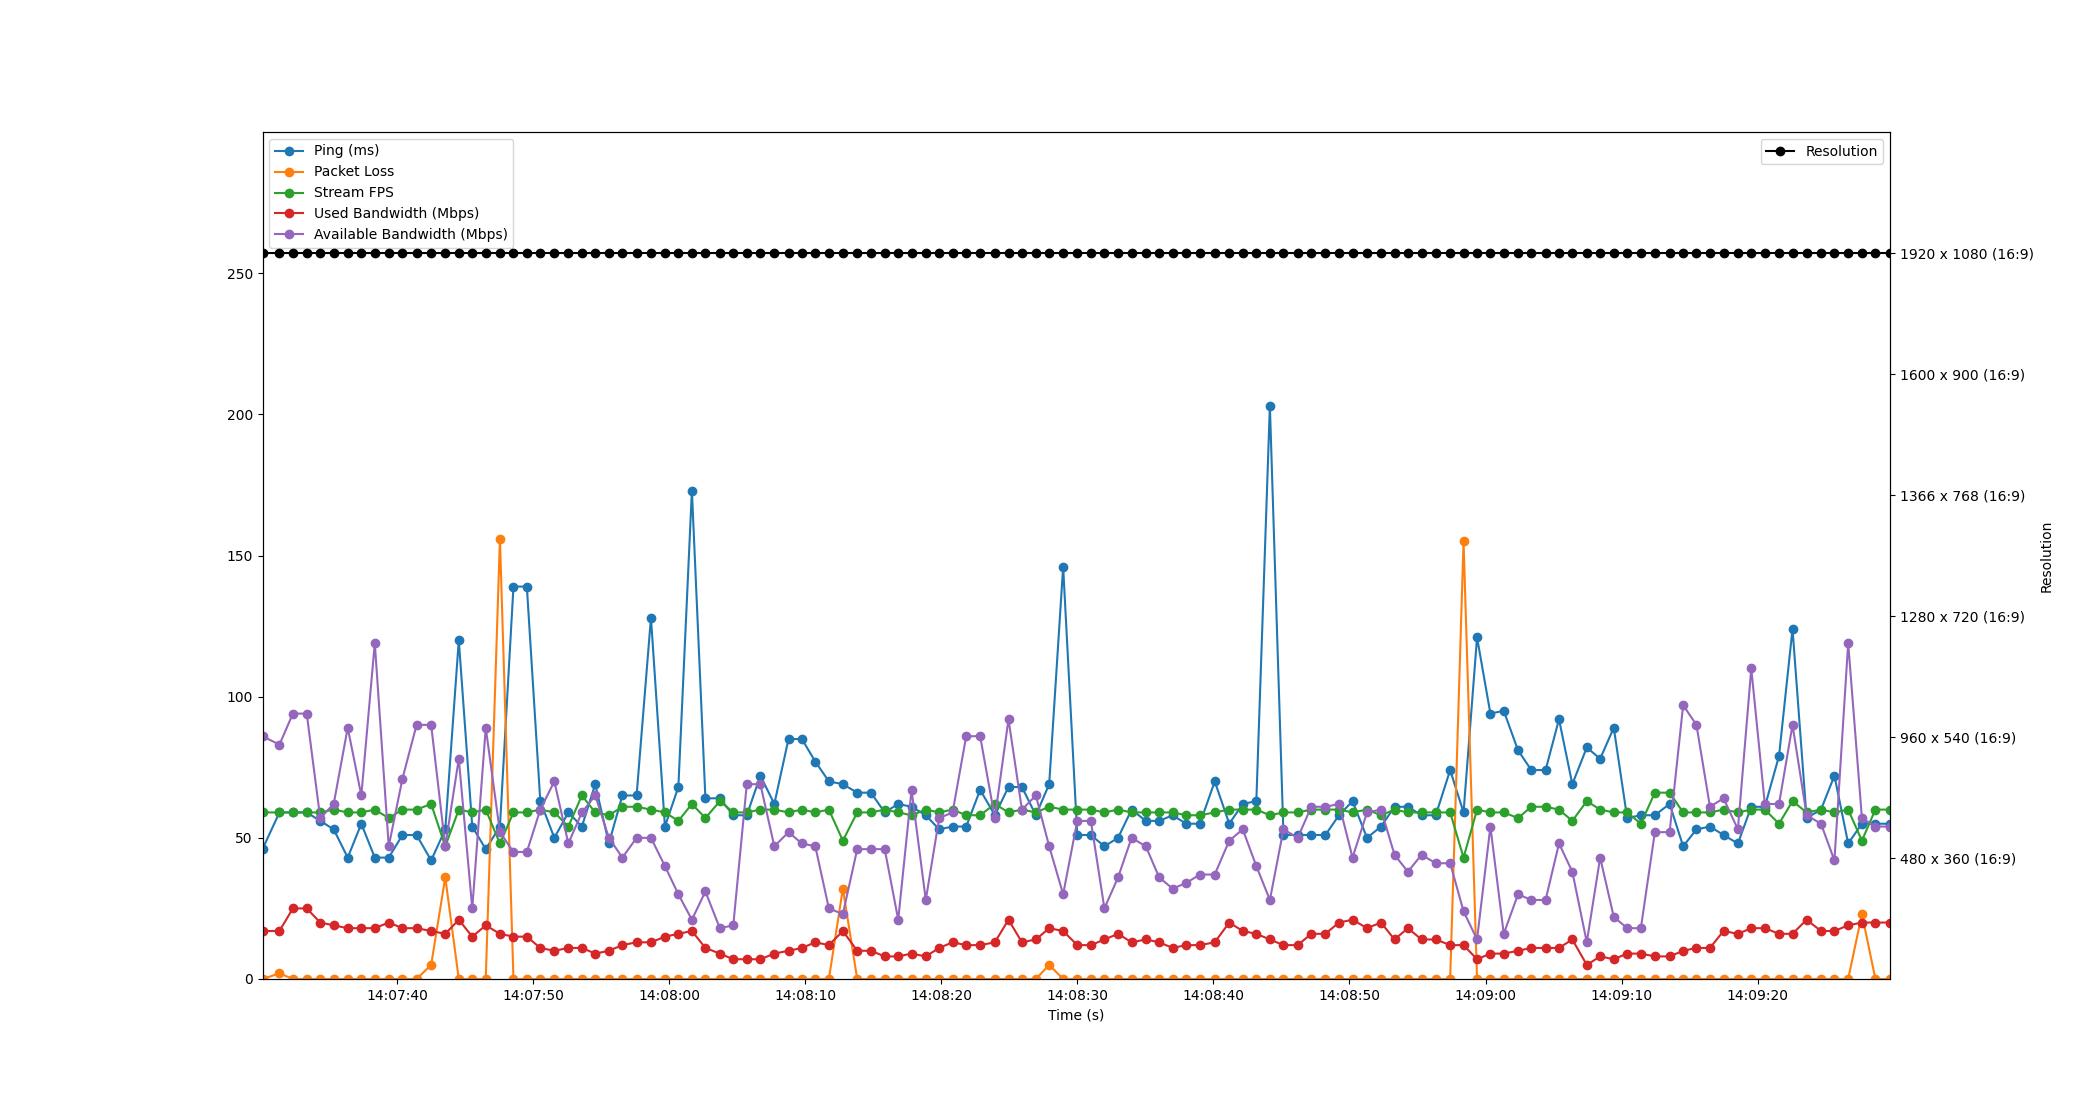 Ping (ms)
Packet Loss
Stream FPS
Used Bandwidth (Mbps)
Available Bandwidth (Mbps)
Resolution
250
200
150
100
50
0
1920 x 1080 (16:9)
1600 x 900 (16:9)
1366 x 768 (16:9)
1280 x 720 (16:9)
960 x 540 (16:9)
480 x 360 (16:9)
Resolution
14:07:40 14:07:50 14:08:00 14:08:10 14:08:20 14:08:30 14:08:40 14:08:50 14:09:00 14:09:10 14:09:20
Time (s)